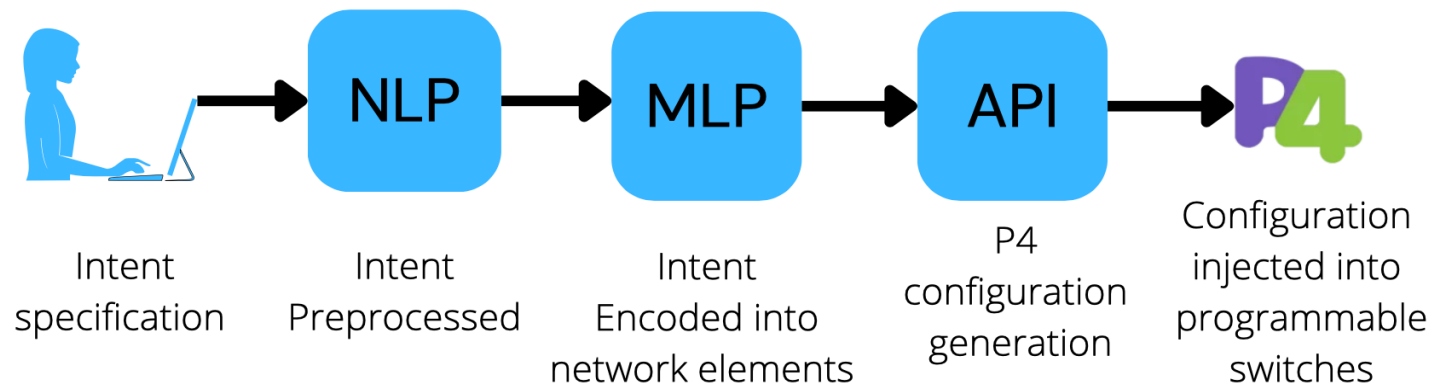 NLP
MLP
API
P4
Intent
specification
Intent
Preprocessed
Intent
Encoded into
network elements
P4
configuration
generation
Configuration
injected into
programmable
switches